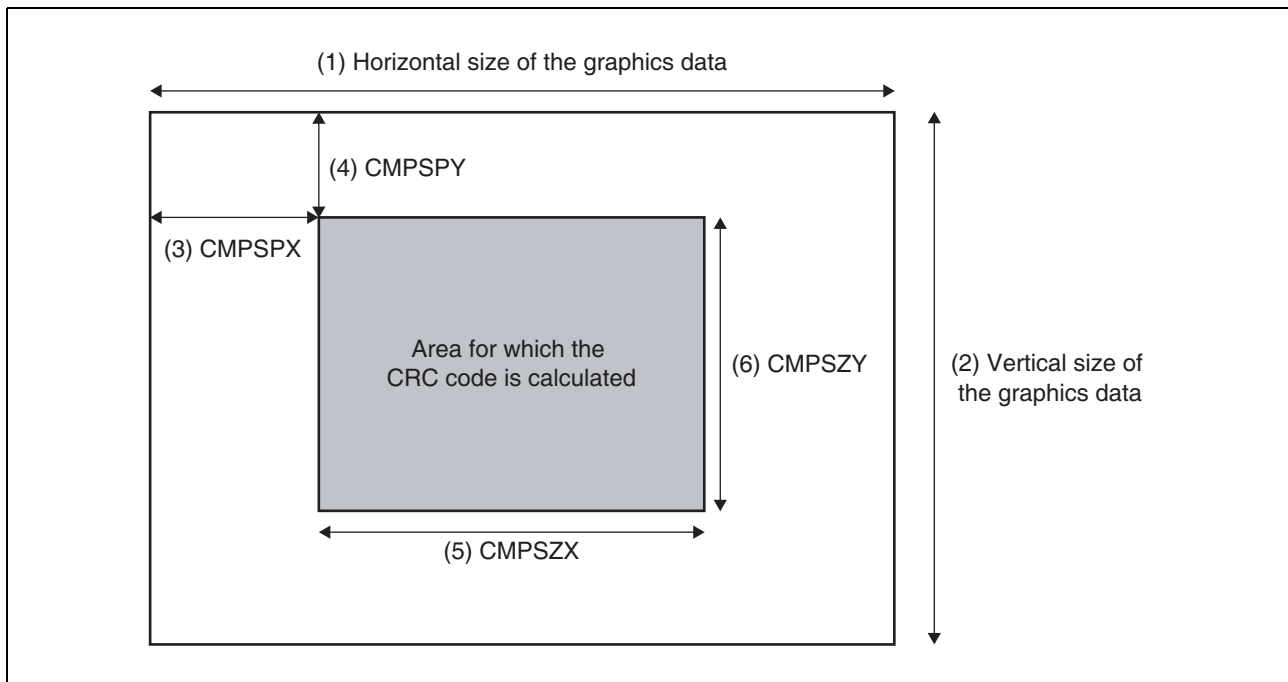 (1) Horizontal size of the graphics data
(4) CMPSPY
(3) CMPSPX
Area for which the
CRC code is calculated
(6) CMPSZY
(2) Vertical size of
the graphics data
(5) CMPSZX